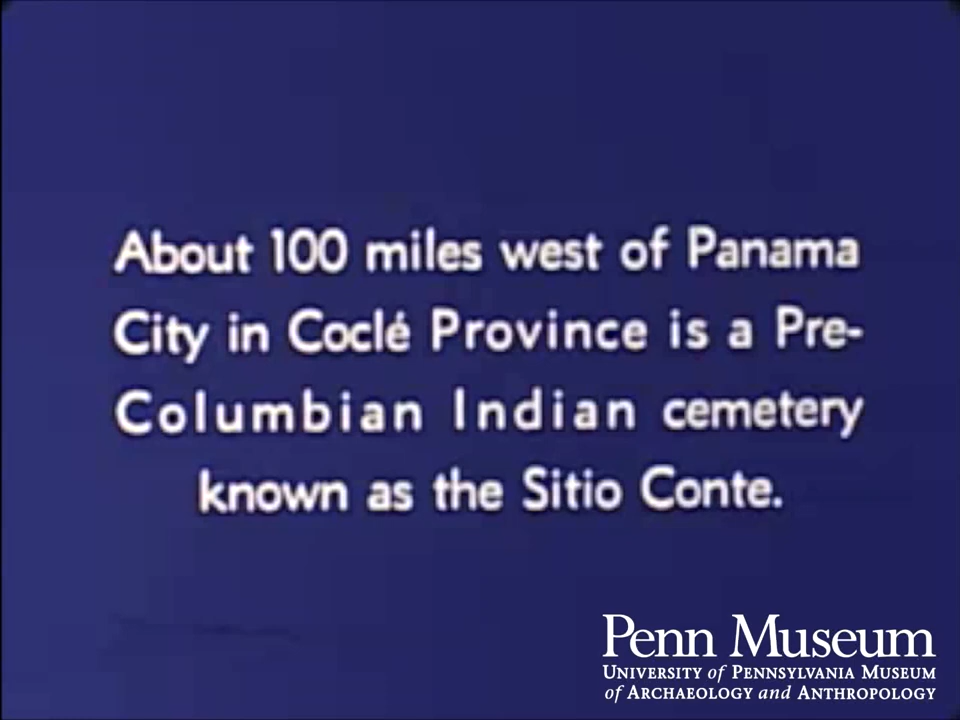 About 100 miles west of Panama
City in Coclé Province is a Pre-
Columbian Indian cemetery
known as the Sitio Conte.
Penn Museum
UNIVERSITY of PENNSYLVANIA MUSEUM
of ARCHAEOLOGY and ANTHROPOLOGY